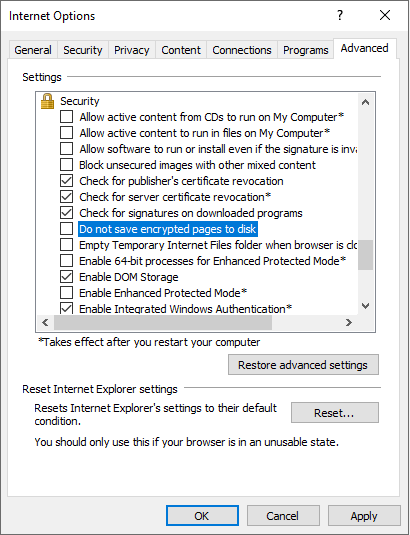 Internet Options
General Security Privacy Content Connections Programs Advanced
Settings
Security
Allow active content from CDs to run on My Computer*
Allow active content to run in files on My Computer*
Allow software to run or install even if the signature is inva
Block unsecured images with other mixed content
Check for publisher's certificate revocation
Check for server certificate revocation*
Check for signatures on downloaded programs
Do not save encrypted pages to disk
Empty Temporary Internet Files folder when browser is clo
Enable 64-bit processes for Enhanced Protected Mode*
Enable DOM Storage
Enable Enhanced Protected Mode*
Enable Integrated Windows Authentication*
*Takes effect after you restart your computer
Restore advanced settings
Reset Internet Explorer settings
Resets Internet Explorer's settings to their default
condition.
Reset...
You should only use this if your browser is in an unusable state.
OK Cancel Apply